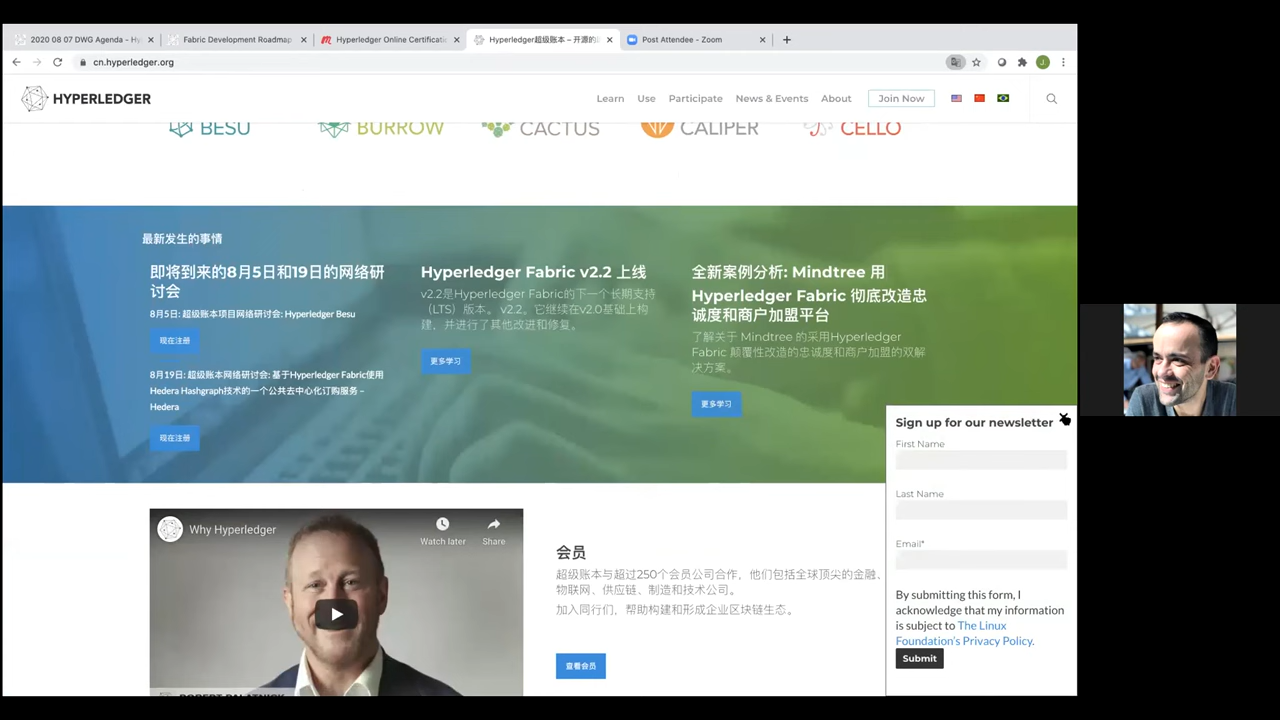 2020 08 07 DWG Agenda - Hy
Fabric Development Roadmap
Hyperledger Online Certificatio
Hyperledger超级账本 – 开源的
Post Attendee - Zoom
cn.hyperledger.org
J
HYPERLEDGER
Learn
Use
Participate
News & Events
About
Join Now
BESU
BURROW
CACTUS
CALIPER
CELLO
最新发生的事情
即将到来的8月5日和19日的网络研
讨会
8月5日: 超级账本项目网络研讨会: Hyperledger Besu
现在注册
8月19日: 超级账本网络研讨会: 基于Hyperledger Fabric使用
Hedera Hashgraph技术的一个公共去中心化订购服务 –
Hedera
现在注册
Hyperledger Fabric v2.2 上线
v2.2是Hyperledger Fabric的下一个长期支持
（LTS）版本。 v2.2。它继续在v2.0基础上构
建，并进行了其他改进和修复。
更多学习
全新案例分析: Mindtree 用
Hyperledger Fabric 彻底改造忠
诚度和商户加盟平台
了解关于 Mindtree 的采用Hyperledger
Fabric 颠覆性改造的忠诚度和商户加盟的双解
决方案。
更多学习
Sign up for our newsletter
First Name
Last Name
Email*
By submitting this form, I
acknowledge that my information
is subject to The Linux
Foundation's Privacy Policy.
Submit
Why Hyperledger
Watch later
Share
会员
超级账本与超过250个会员公司合作，他们包括全球顶尖的金融、
物联网、供应链、制造和技术公司。
加入同行们，帮助构建和形成企业区块链生态。
查看会员